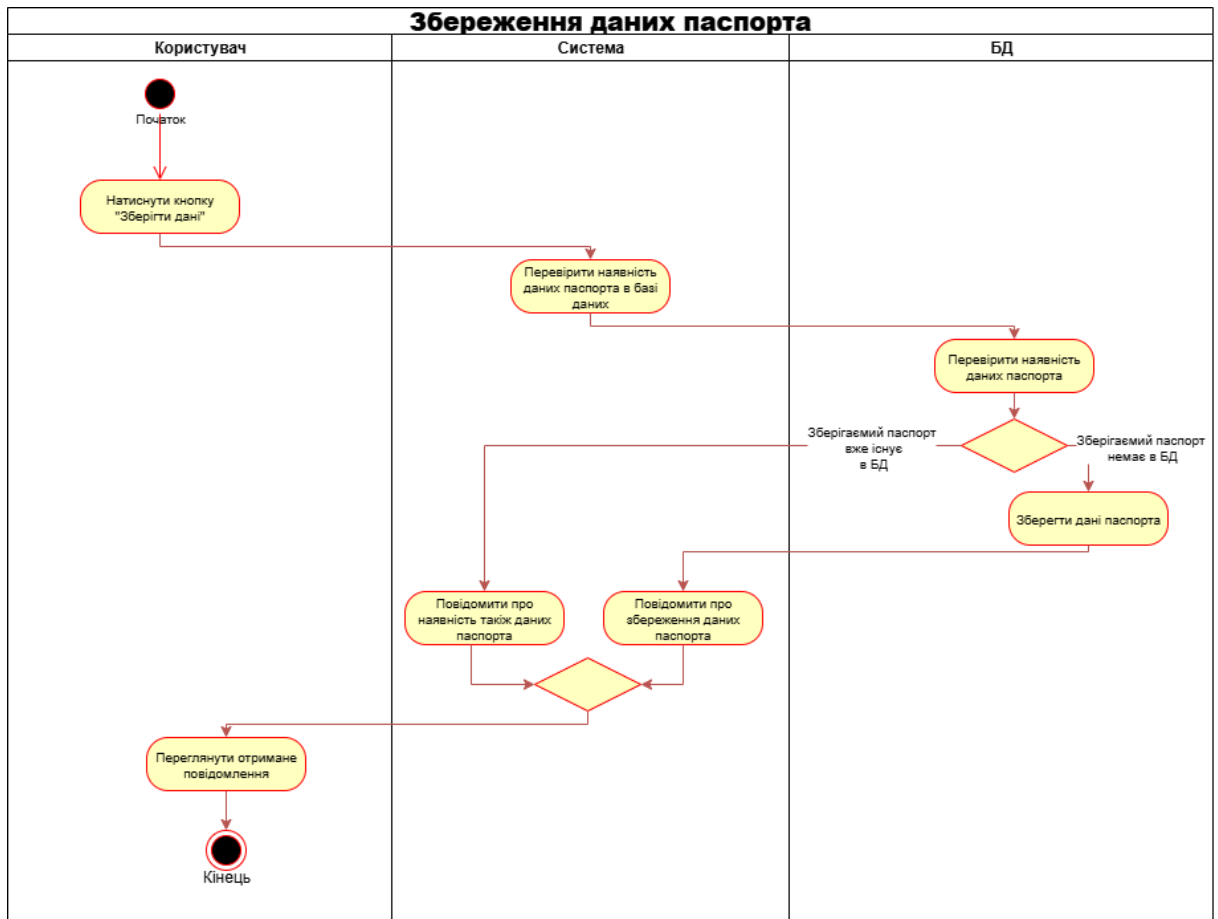 Збереження даних паспорта
Користувач
Система
БД
Початок
Натиснути кнопку
"Зберігти дані"
Перевірити наявність
даних паспорта в базі
даних
Перевірити наявність
даних паспорта
Зберігаємий паспорт
вже існує
в БД
Зберігаємий паспорт
немає в БД
Зберегти дані паспорта
Повідомити про
наявність також даних
паспорта
Повідомити про
збереження даних
паспорта
Переглянути отримане
повідомлення
Кінець